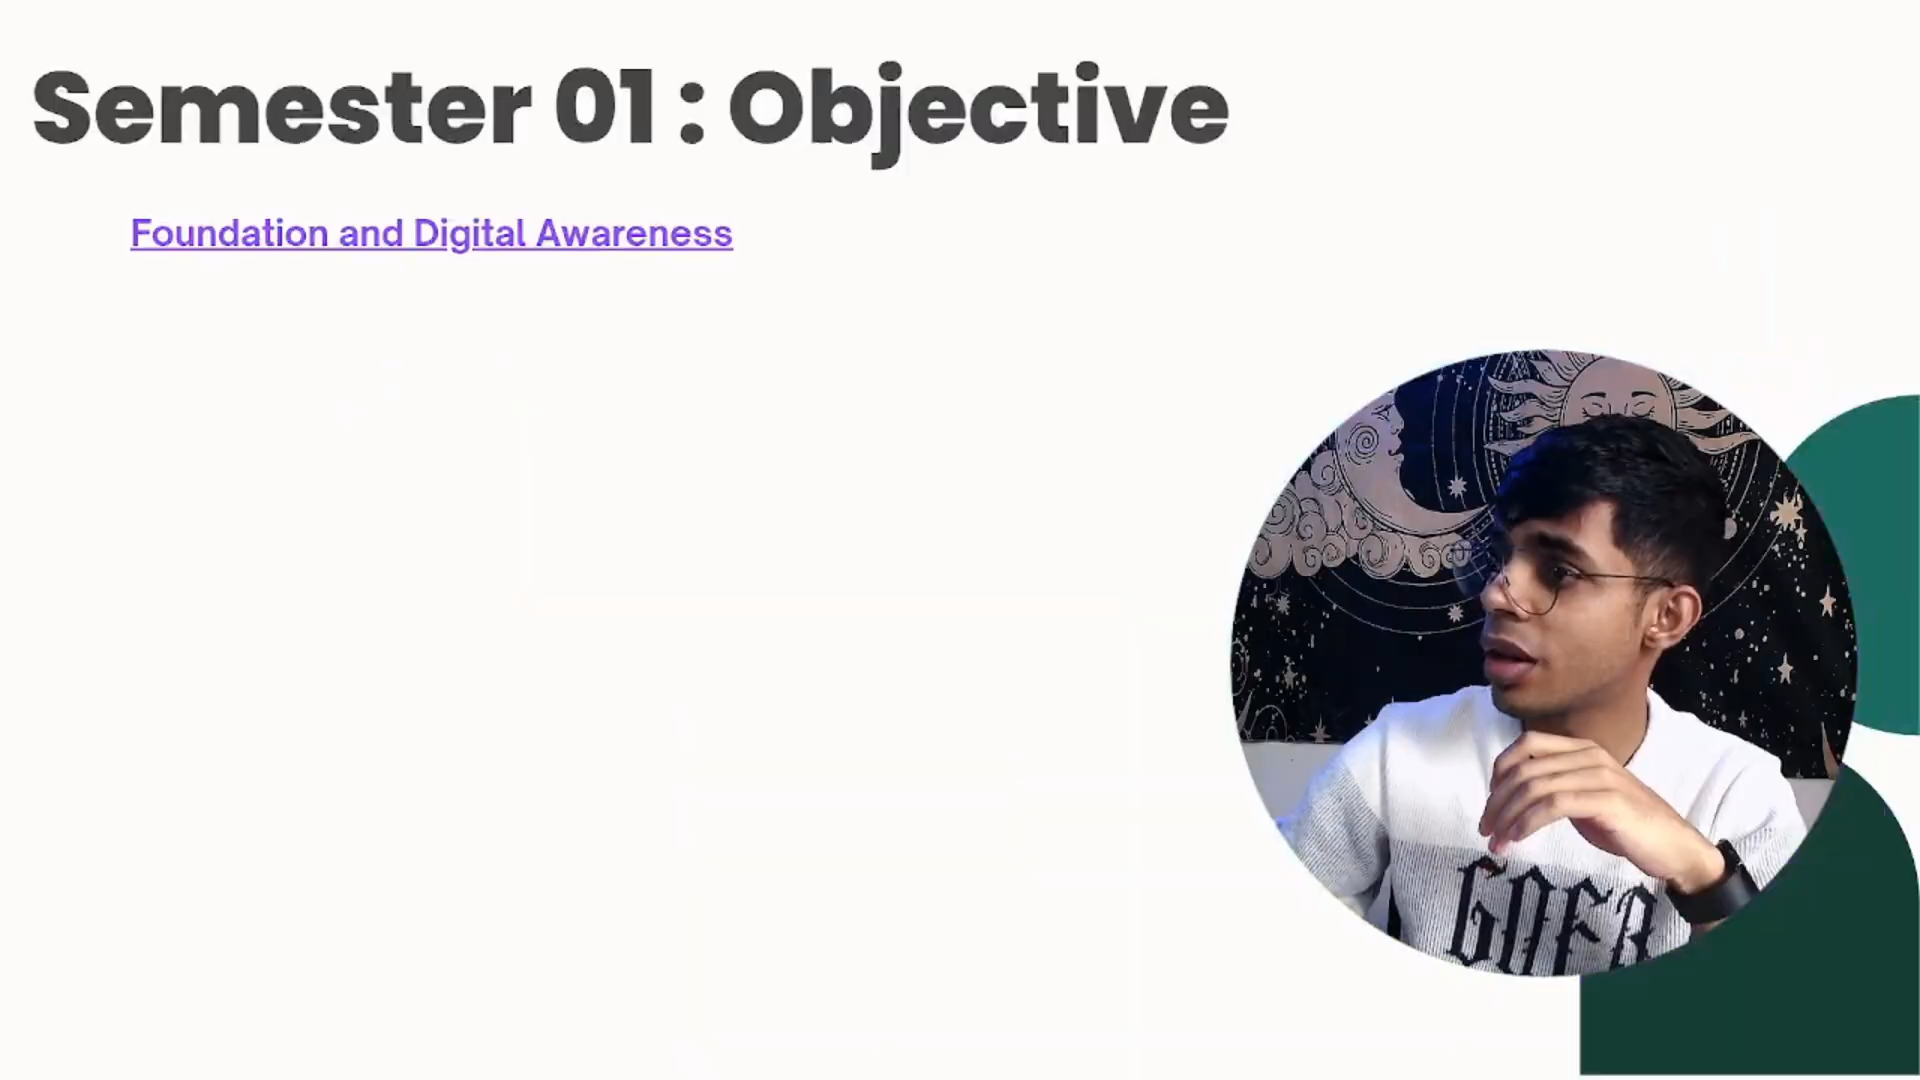 Semester 01 : Objective
Foundation and Digital Awareness